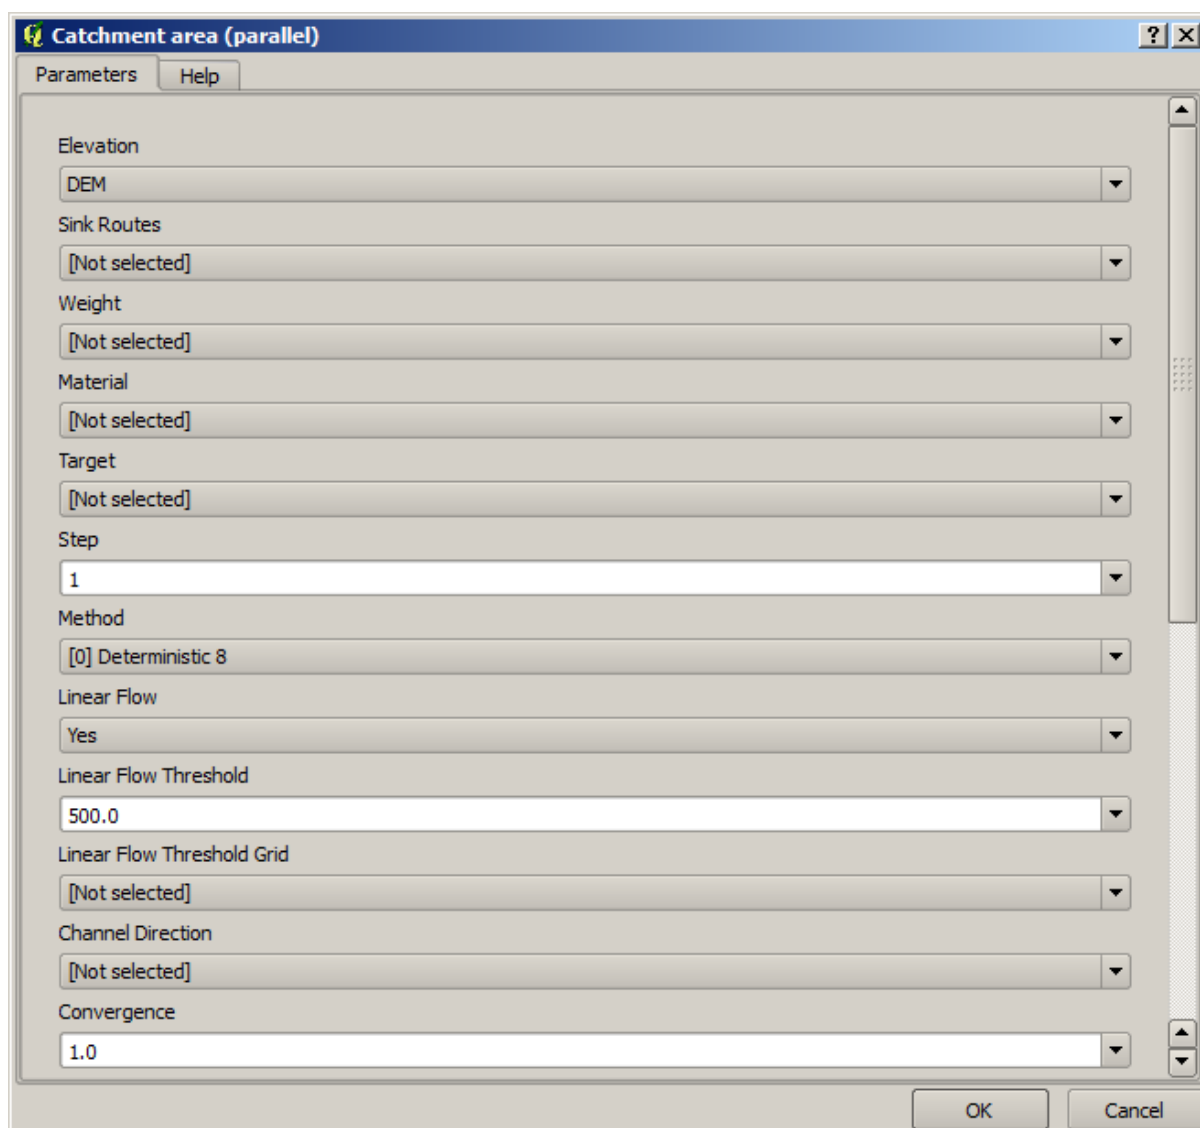 Catchment area (parallel)
Parameters Help
Elevation
DEM
Sink Routes
[Not selected]
Weight
[Not selected]
Material
[Not selected]
Target
[Not selected]
Step
1
Method
[0] Deterministic 8
Linear Flow
Yes
Linear Flow Threshold
500.0
Linear Flow Threshold Grid
[Not selected]
Channel Direction
[Not selected]
Convergence
1.0
OK Cancel